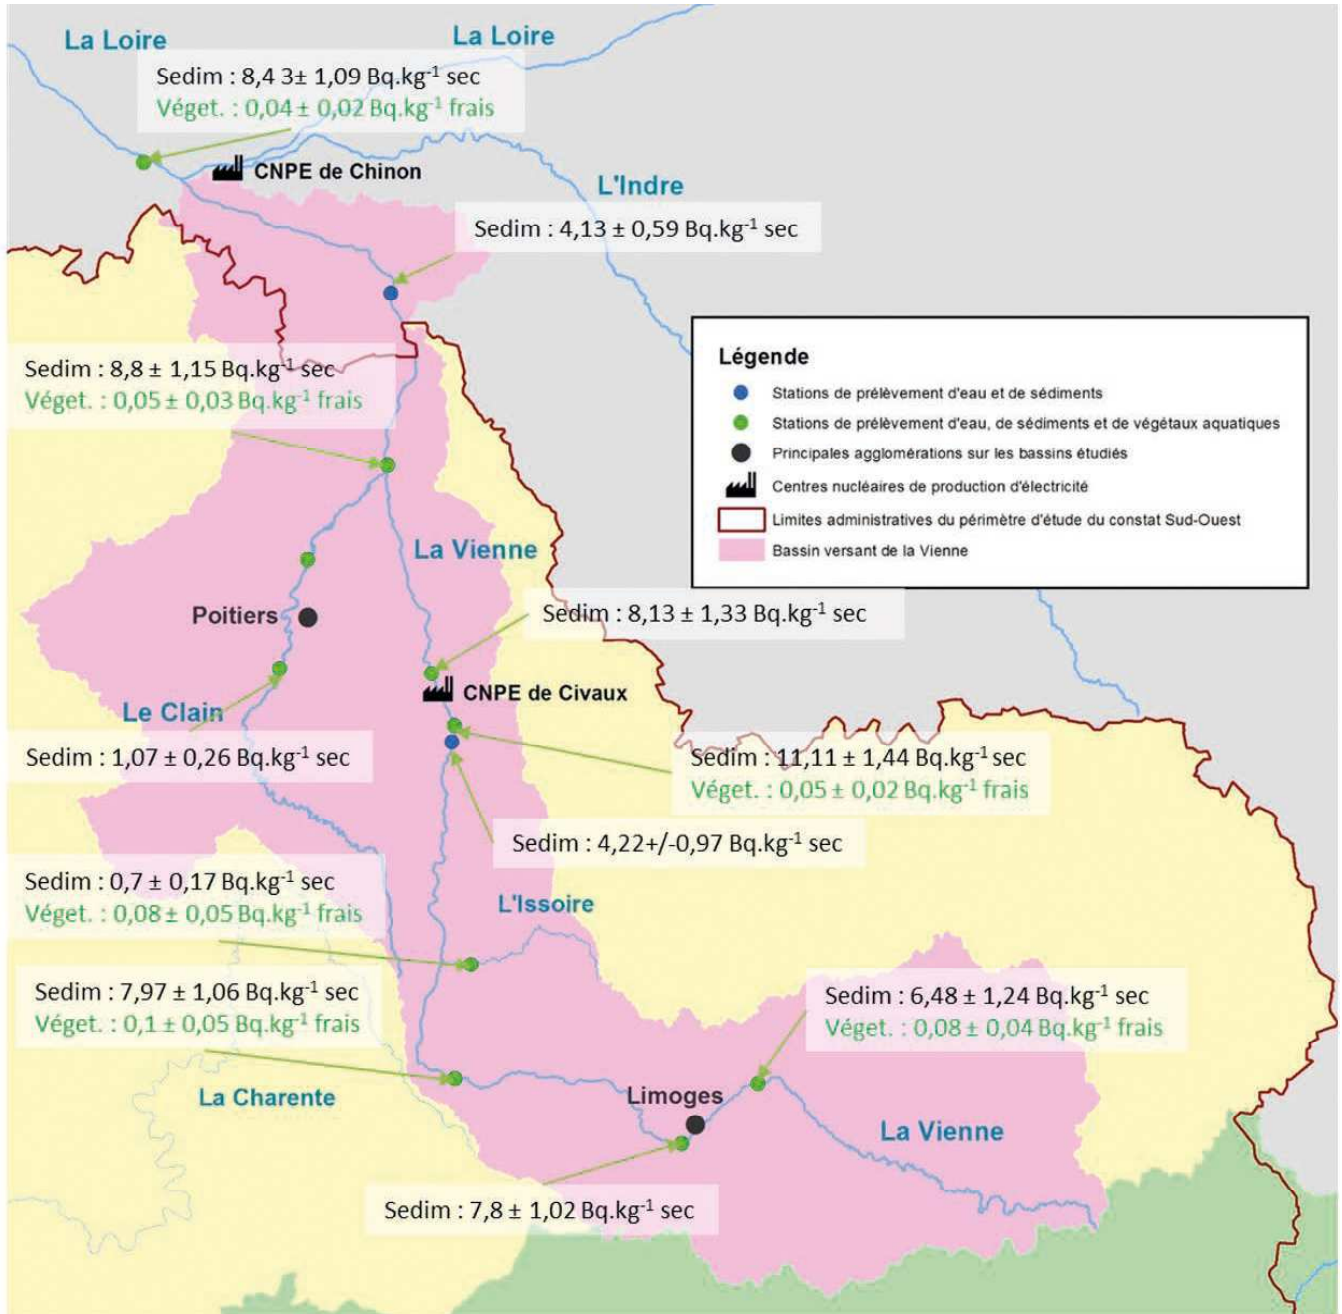 La Loire
La Loire
Sedim : 8,4 3± 1,09 Bq.kg⁻¹ sec
Véget. : 0,04 ± 0,02 Bq.kg⁻¹ frais
CNPE de Chinon
L'Indre
Sedim : 4,13 ± 0,59 Bq.kg⁻¹ sec
Sedim : 8,8 ± 1,15 Bq.kg⁻¹ sec
Véget. : 0,05 ± 0,03 Bq.kg⁻¹ frais
Légende
Stations de prélèvement d'eau et de sédiments
Stations de prélèvement d'eau, de sédiments et de végétaux aquatiques
Principales agglomérations sur les bassins étudiés
Centres nucléaires de production d'électricité
Limites administratives du périmètre d'étude du constat Sud-Ouest
Bassin versant de la Vienne
La Vienne
Poitiers
Sedim : 8,13 ± 1,33 Bq.kg⁻¹ sec
CNPE de Civaux
Le Clain
Sedim : 1,07 ± 0,26 Bq.kg⁻¹ sec
Sedim : 11,11 ± 1,44 Bq.kg⁻¹ sec
Véget. : 0,05 ± 0,02 Bq.kg⁻¹ frais
Sedim : 4,22+/-0,97 Bq.kg⁻¹ sec
Sedim : 0,7 ± 0,17 Bq.kg⁻¹ sec
Véget. : 0,08 ± 0,05 Bq.kg⁻¹ frais
L'Issoire
Sedim : 7,97 ± 1,06 Bq.kg⁻¹ sec
Véget. : 0,1 ± 0,05 Bq.kg⁻¹ frais
Sedim : 6,48 ± 1,24 Bq.kg⁻¹ sec
Véget. : 0,08 ± 0,04 Bq.kg⁻¹ frais
La Charente
Limoges
La Vienne
Sedim : 7,8 ± 1,02 Bq.kg⁻¹ sec